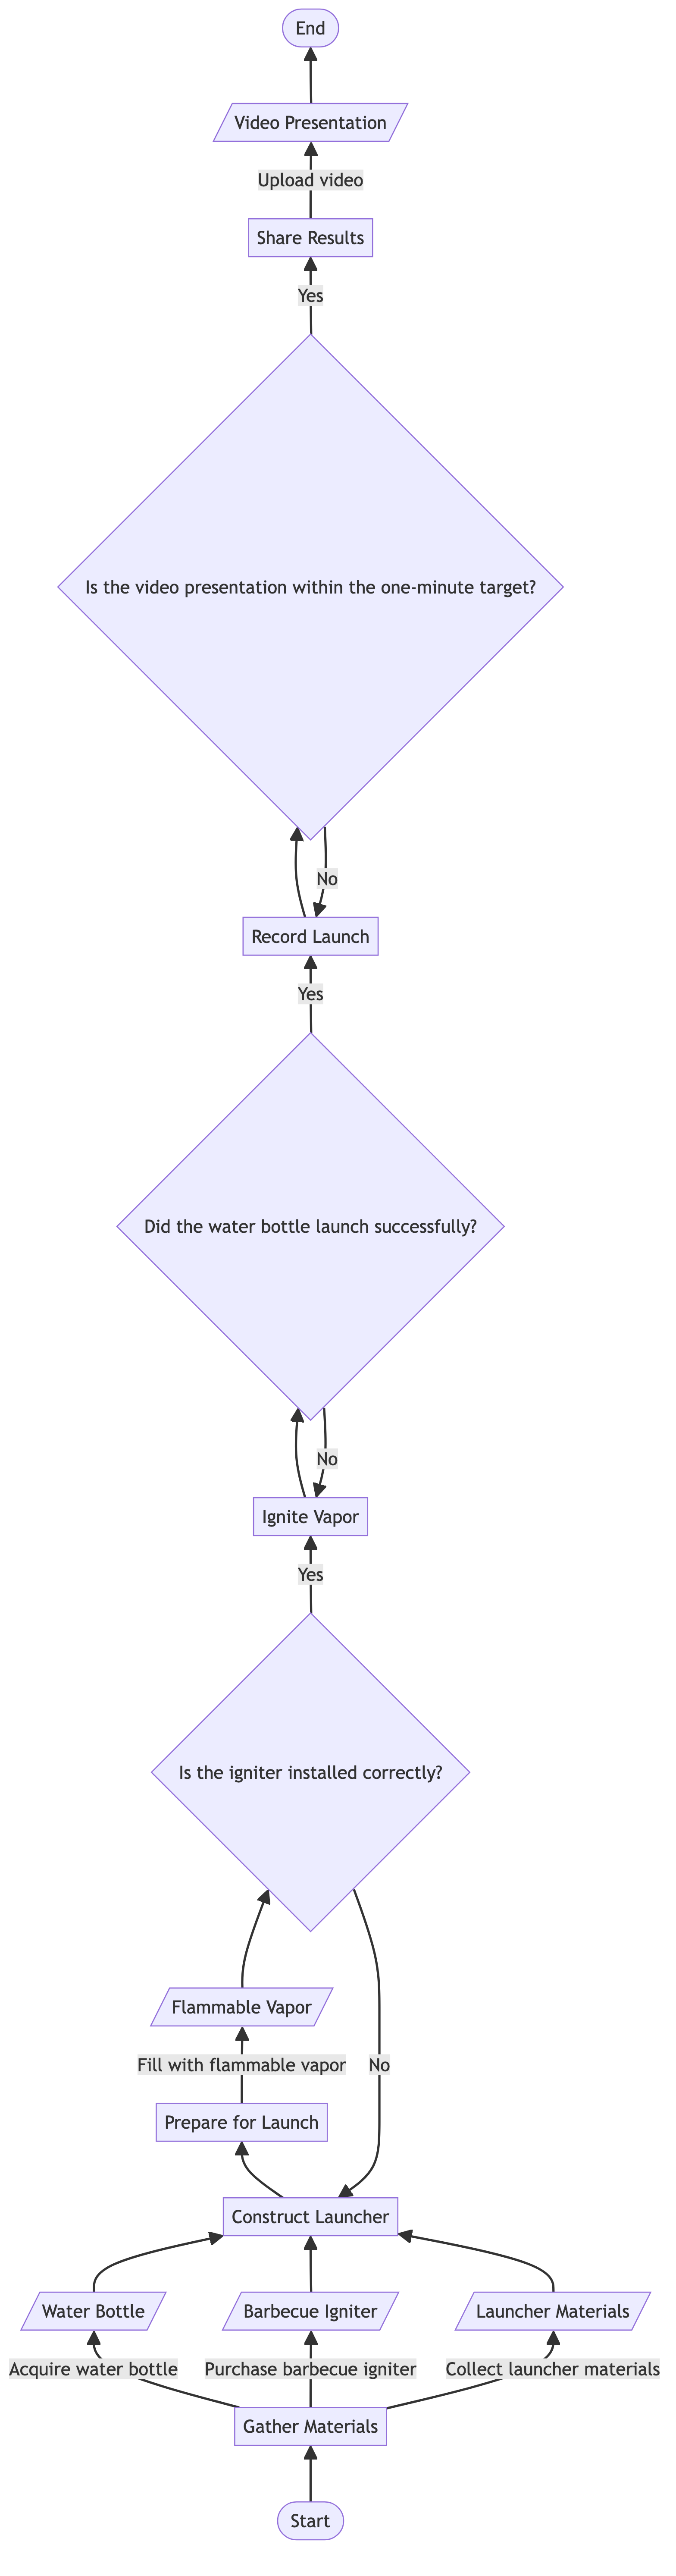 End
Video Presentation
Upload video
Share Results
Yes
Is the video presentation within the one-minute target?
No
Record Launch
Yes
Did the water bottle launch successfully?
No
Ignite Vapor
Yes
Is the igniter installed correctly?
Flammable Vapor
Fill with flammable vapor
No
Prepare for Launch
Construct Launcher
Water Bottle
Barbecue Igniter
Launcher Materials
Acquire water bottle
Purchase barbecue igniter
Collect launcher materials
Gather Materials
Start